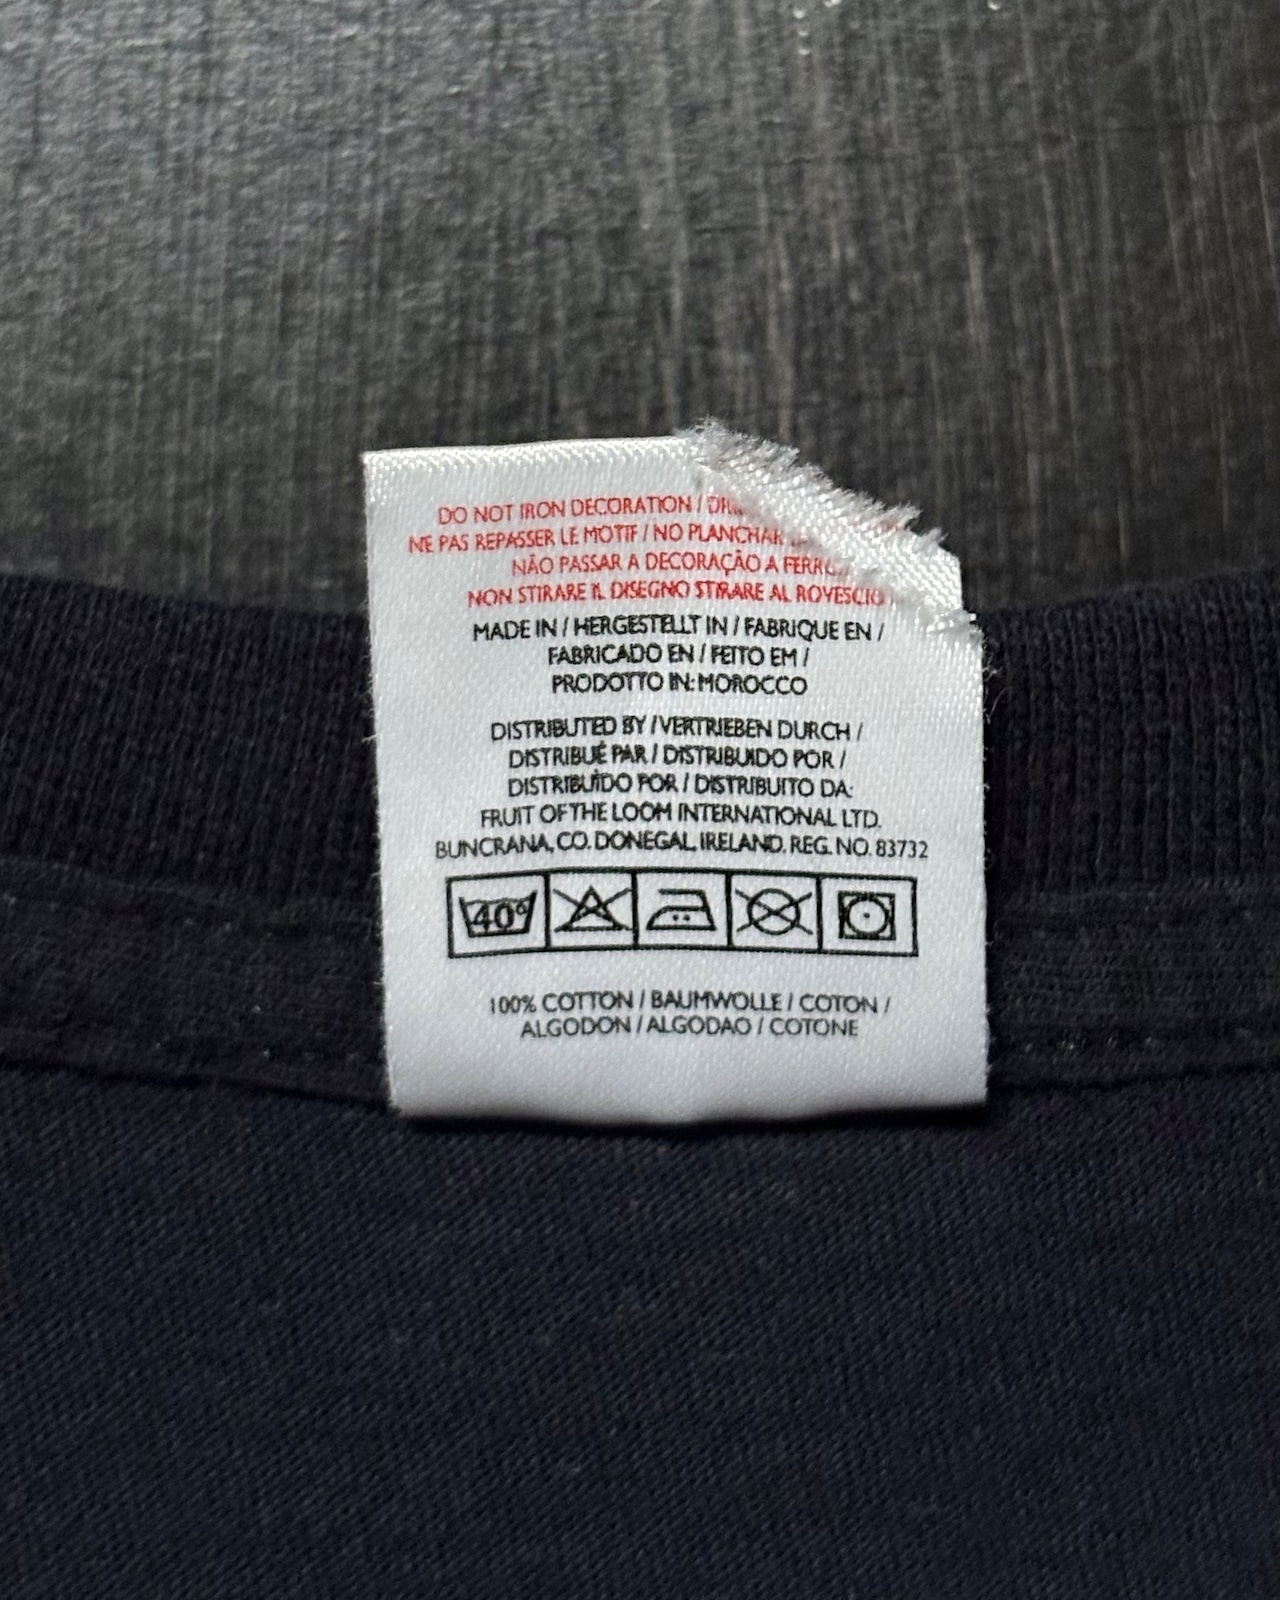 DO NOT IRON DECORATION /
NE PAS REPASSER LE MOTIF / NO PLANCHAR
NÃO PASSAR A DECORAÇÃO A
NON STIRARE IL DISEGNO STIRARE AL ROVESCIO
MADE IN / HERGESTELLT IN / FABRIQUE EN /
FABRICADO EN / FEITO EM /
PRODOTTO IN: MOROCCO
DISTRIBUTED BY / VERTRIEBEN DURCH /
DISTRIBUÉ PAR / DISTRIBUIDO POR /
DISTRIBUÍDO POR / DISTRIBUITO DA:
FRUIT OF THE LOOM INTERNATIONAL LTD.
BUNCRANA, CO. DONEGAL, IRELAND. REG. NO. 83732
40°
100% COTTON / BAUMWOLLE / COTON /
ALGODON / ALGODAO / COTONE